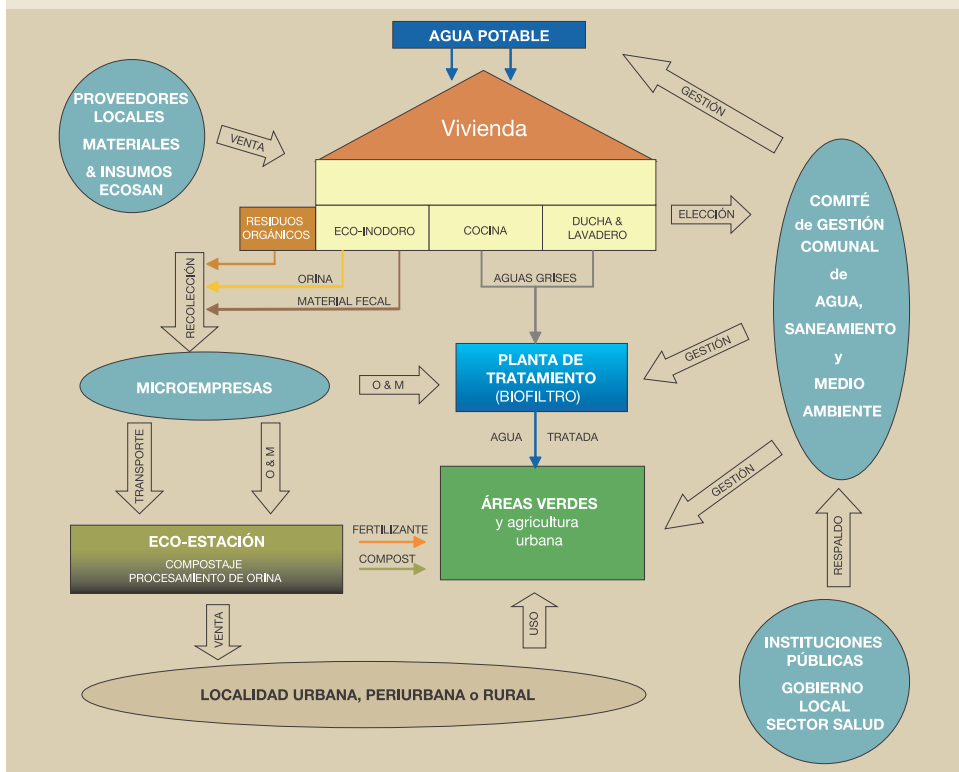 AGUA POTABLE
GESTIÓN
PROVEEDORES
LOCALES
MATERIALES
& INSUMOS
ECOSAN
VENTA
Vivienda
RESIDUOS
ORGÁNICOS
ECO-INODORO
COCINA
DUCHA &
LAVADERO
ELECCIÓN
COMITÉ
de GESTIÓN
COMUNAL
de
AGUA,
SANEAMIENTO
y
MEDIO
AMBIENTE
RECOLECCIÓN
ORINA
MATERIAL FECAL
AGUAS GRISES
GESTIÓN
MICROEMPRESAS
O & M
PLANTA DE
TRATAMIENTO
(BIOFILTRO)
TRANSPORTE
O & M
AGUA TRATADA
GESTIÓN
ECO-ESTACIÓN
COMPOSTAJE
PROCESAMIENTO DE ORINA
FERTILIZANTE
COMPOST
ÁREAS VERDES
y agricultura
urbana
RESPALDO
VENTA
USO
LOCALIDAD URBANA, PERIURBANA o RURAL
INSTITUCIONES
PÚBLICAS
GOBIERNO
LOCAL
SECTOR SALUD